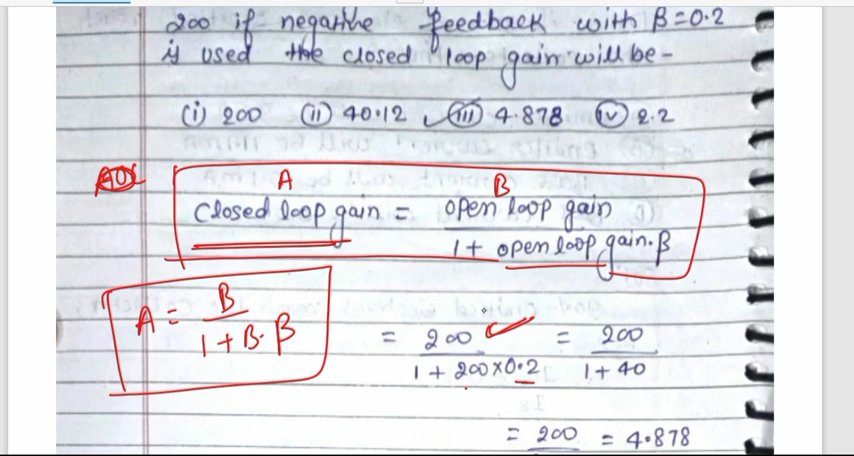 200 if negative feedback with β=0.2
is used the closed loop gain will be -
(i) 200 (ii) 40.12 ✓(iii) 4.878 (iv) 2.2
A B
closed loop gain = open loop gain
1 + open loop gain.β
A = B
1+B.β
= 200 = 200
1 + 200×0.2 1+40
= 200 = 4.878